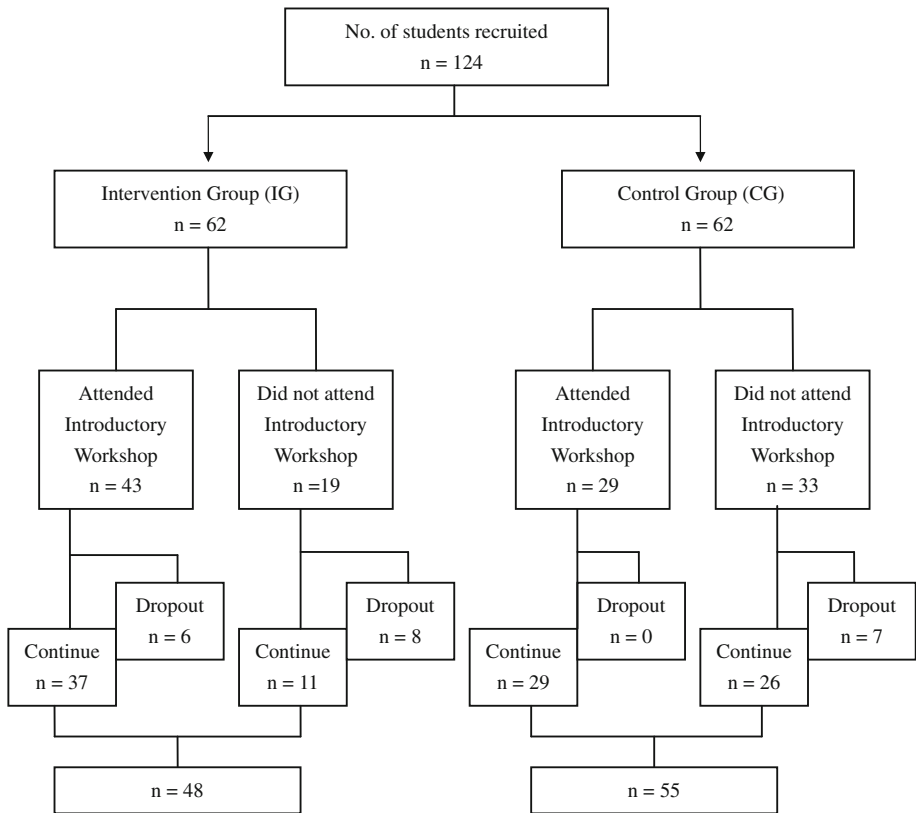 No. of students recruited
n = 124
Intervention Group (IG)
n = 62
Control Group (CG)
n = 62
Attended
Introductory
Workshop
n = 43
Did not attend
Introductory
Workshop
n =19
Attended
Introductory
Workshop
n = 29
Did not attend
Introductory
Workshop
n = 33
Dropout
n = 6
Continue
n = 37
Dropout
n = 8
Continue
n = 11
Dropout
n = 0
Continue
n = 29
Dropout
n = 7
Continue
n = 26
n = 48
n = 55